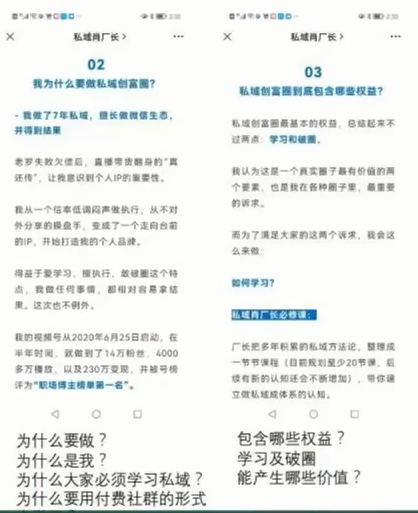 2:30
私域肖厂长 >
02
我为什么要做私域创富圈?
- 我做了7年私域，擅长做微信生态，
并得到结果
老罗失败欠债后，直播带货翻身的“真
还传”，让我意识到个人IP的重要性。
我从一个信奉低调闷声做执行，从不对
外分享的操盘手，变成了一个走向台前
的IP，开始打造我的个人品牌。
得益于爱学习、擅执行、敢破圈这个特
点，我做任何事情，都相对容易拿结
果。这次也不例外。
我的视频号从2020年6月25日启动，在
半年时间，就做到了14万粉丝，4000
多万播放，以及230万变现，并被号榜
评为“职场博主榜单第一名”。
为什么要做？
为什么是我？
为什么大家必须学习私域？
为什么要用付费社群的形式
2:30
私域肖厂长 >
03
私域创富圈到底包含哪些权益?
私域创富圈最基本的权益，总结起来不
过两点：学习和破圈。
我认为这是一个真实圈子最有价值的两
个要素，也是我在各种圈子里，最重要
的诉求。
而为了满足大家的这两个诉求，我会这
么来做：
如何学习？
私域肖厂长必修课：
厂长把多年积累的私域方法论，整理成
一节节课程（目前规划至少20节课，后
续有新的认知还会不断增加），带你建
立做私域成体系的认知。
包含哪些权益？
学习及破圈
能产生哪些价值？